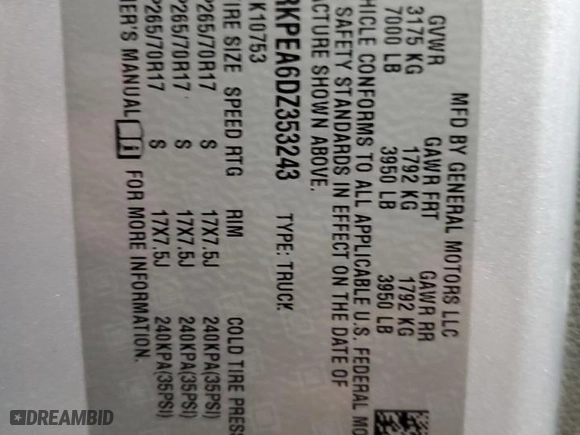 MFD BY GENERAL MOTORS LLC
GVWR GAWR FRT GAWR RR
3175 KG 1792 KG 1792 KG
7000 LB 3950 LB 3950 LB
HICLE CONFORMS TO ALL APPLICABLE U.S. FEDERAL MO
SAFETY STANDARDS IN EFFECT ON THE DATE OF
ACTURE SHOWN ABOVE.
RKPEA6DZ353243 TYPE: TRUCK
K10753
IRE SIZE SPEED RTG RIM COLD TIRE PRES
P265/70R17 S 17X7.5J 240KPA(35PSI)
P265/70R17 S 17X7.5J 240KPA(35PSI)
P265/70R17 S 17X7.5J 240KPA(35PSI)
ER'S MANUAL i FOR MORE INFORMATION.
DREAMBID